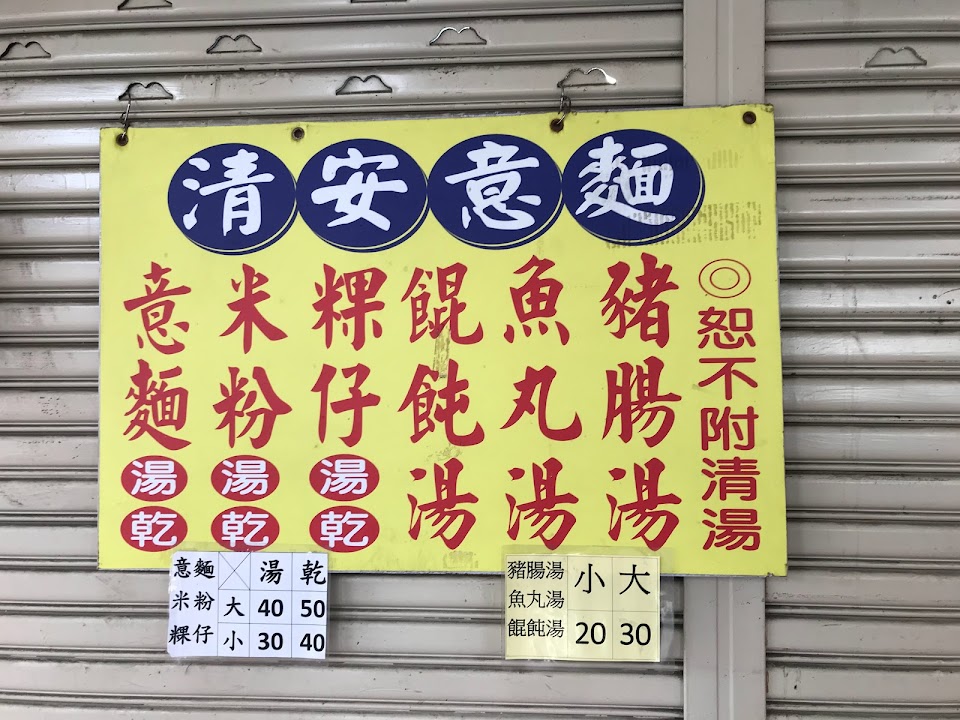 清安意麵
意麵 湯 乾
米粉 湯 乾
粿仔 湯 乾
餛飩湯
魚丸湯
豬腸湯
◎恕不附清湯
意麵 湯 乾
米粉 大 40 50
粿仔 小 30 40
豬腸湯 小 大
魚丸湯
餛飩湯 20 30